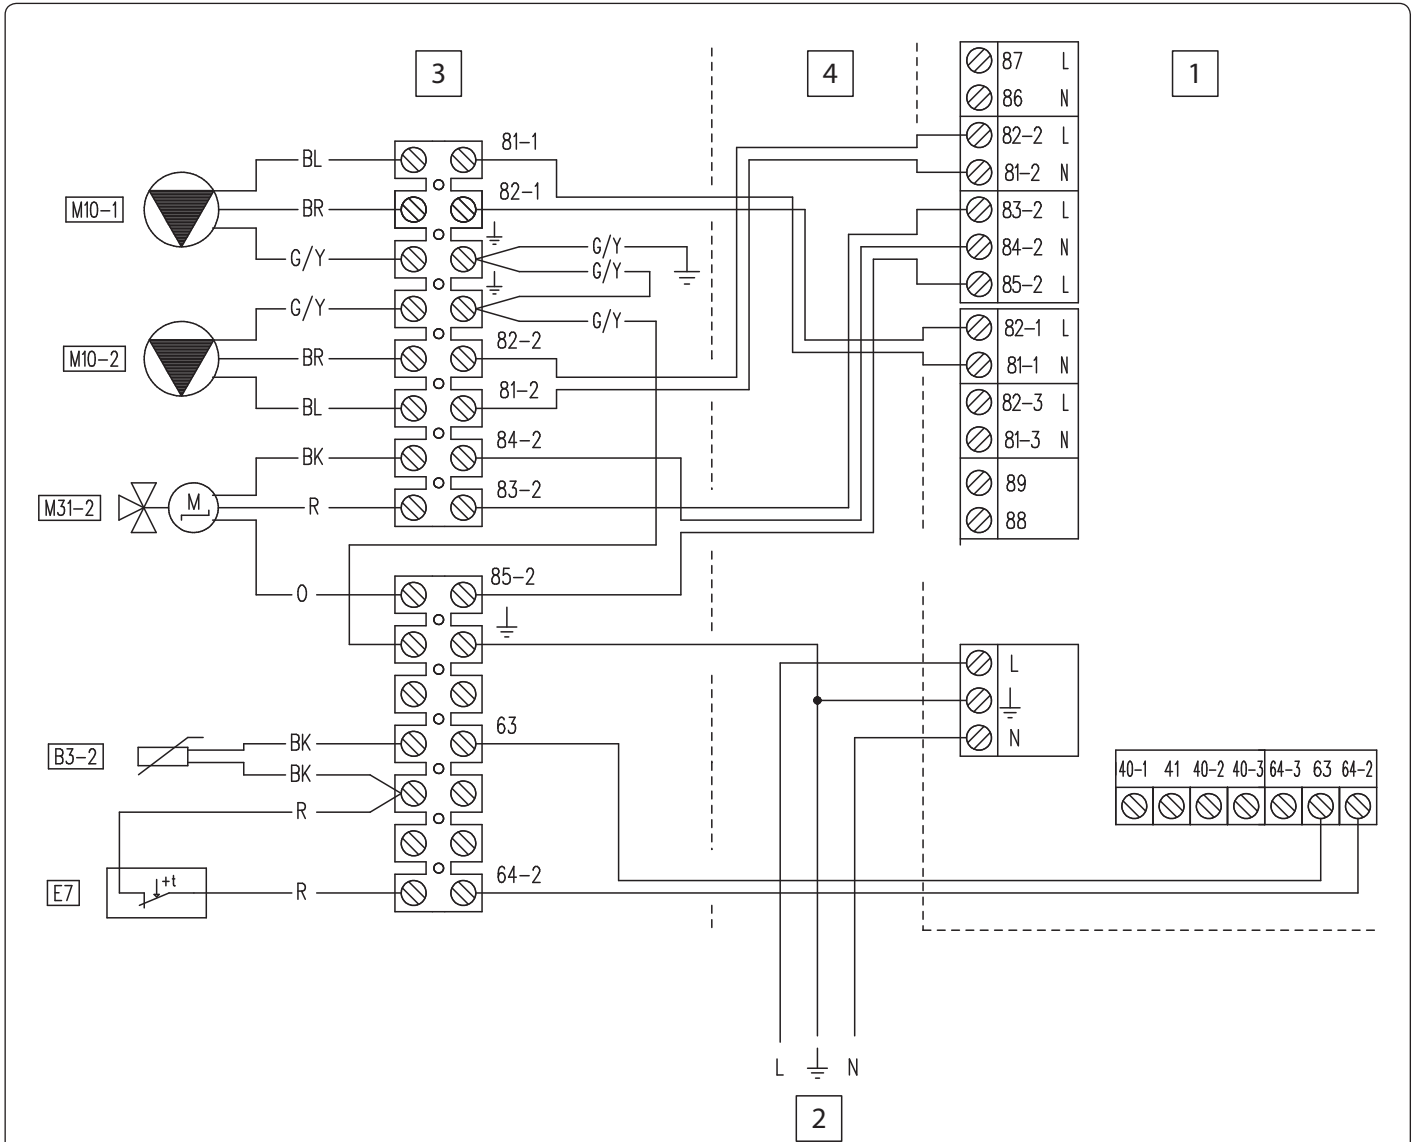 3
4
1
87 L
86 N
82-2 L
81-2 N
83-2 L
84-2 N
85-2 L
82-1 L
81-1 N
82-3 L
81-3 N
89
88
M10-1
BL
BR
G/Y
81-1
82-1
G/Y
G/Y
G/Y
M10-2
G/Y
BR
BL
82-2
81-2
M31-2
M
BK
R
O
84-2
83-2
85-2
L
N
B3-2
BK
BK
R
63
E7
+t
R
64-2
40-1 41 40-2 40-3 64-3 63 64-2
L N
2